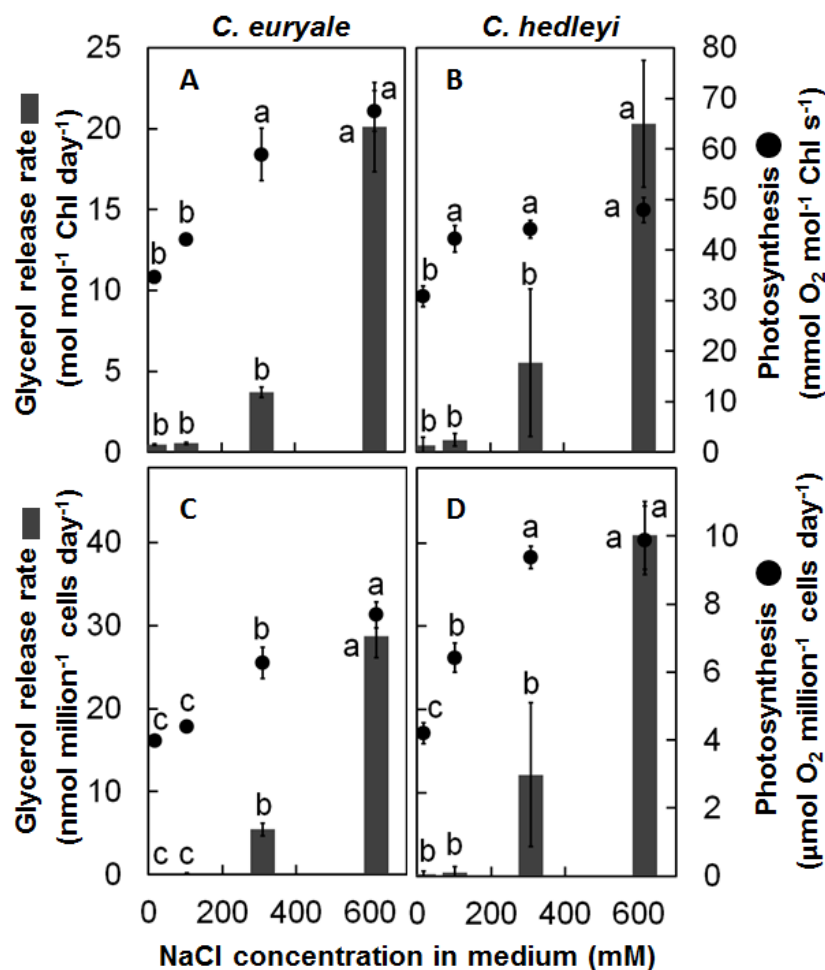 C. euryale
C. hedleyi
Glycerol release rate
(mol mol⁻¹ Chl day⁻¹)
25
20
15
10
5
0
A
b
b
a
a
a
b
b
b
B
b
a
a
a
a
b
b
b
80
70
60
50
40
30
20
10
0
Photosynthesis
(mmol O₂ mol⁻¹ Chl s⁻¹)
Glycerol release rate
(nmol million⁻¹ cells day⁻¹)
40
30
20
10
0
C
c
c
b
a
a
c
c
b
D
c
b
a
a
a
b
b
b
10
8
6
4
2
0
Photosynthesis
(µmol O₂ million⁻¹ cells day⁻¹)
0 200 400 600
0 200 400 600
NaCl concentration in medium (mM)